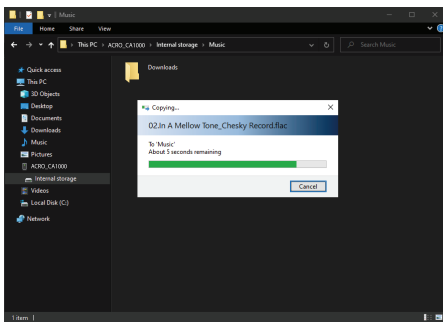 Music
File Home Share View
This PC > ACRO_CA1000 > Internal storage > Music
Search Music
Quick access
This PC
3D Objects
Desktop
Documents
Downloads
Music
Pictures
ACRO_CA1000
Internal storage
Videos
Local Disk (C:)
Network
Downloads
Copying...
02.In A Mellow Tone_Chesky Record.flac
To 'Music'
About 5 seconds remaining
Cancel
1 item